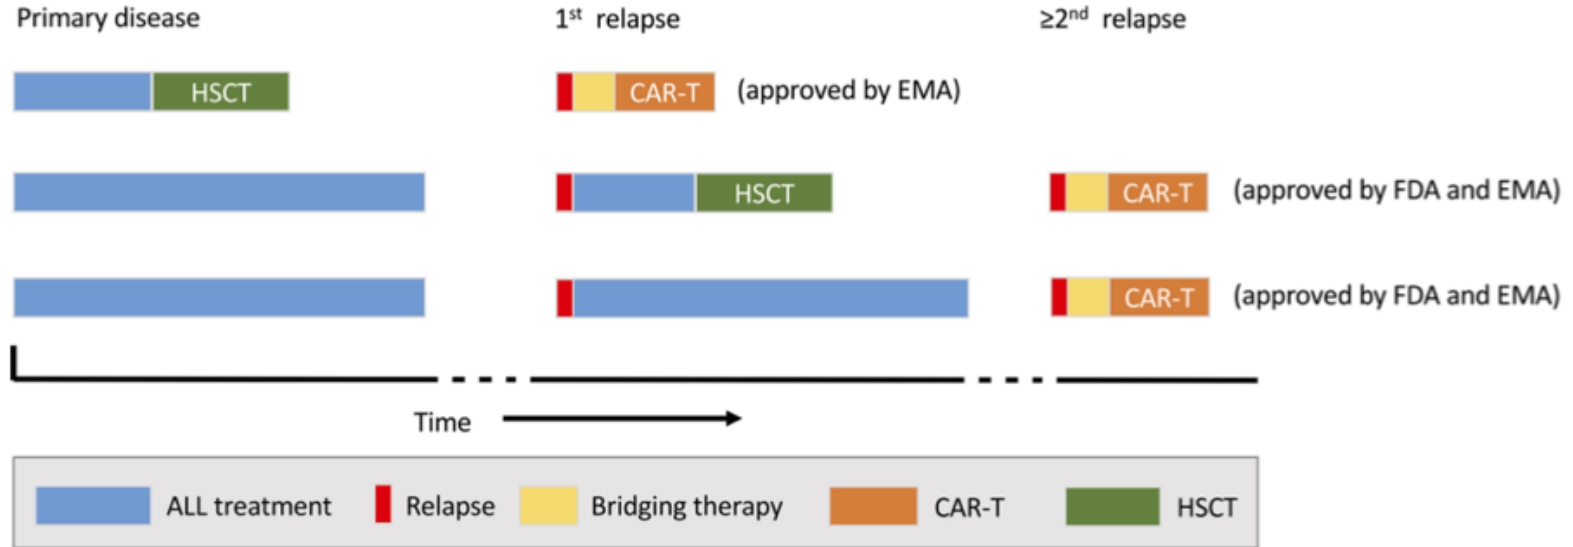 Primary disease 1st relapse ≥2nd relapse
HSCT CAR-T (approved by EMA)
HSCT CAR-T (approved by FDA and EMA)
CAR-T (approved by FDA and EMA)
Time
ALL treatment Relapse Bridging therapy CAR-T HSCT